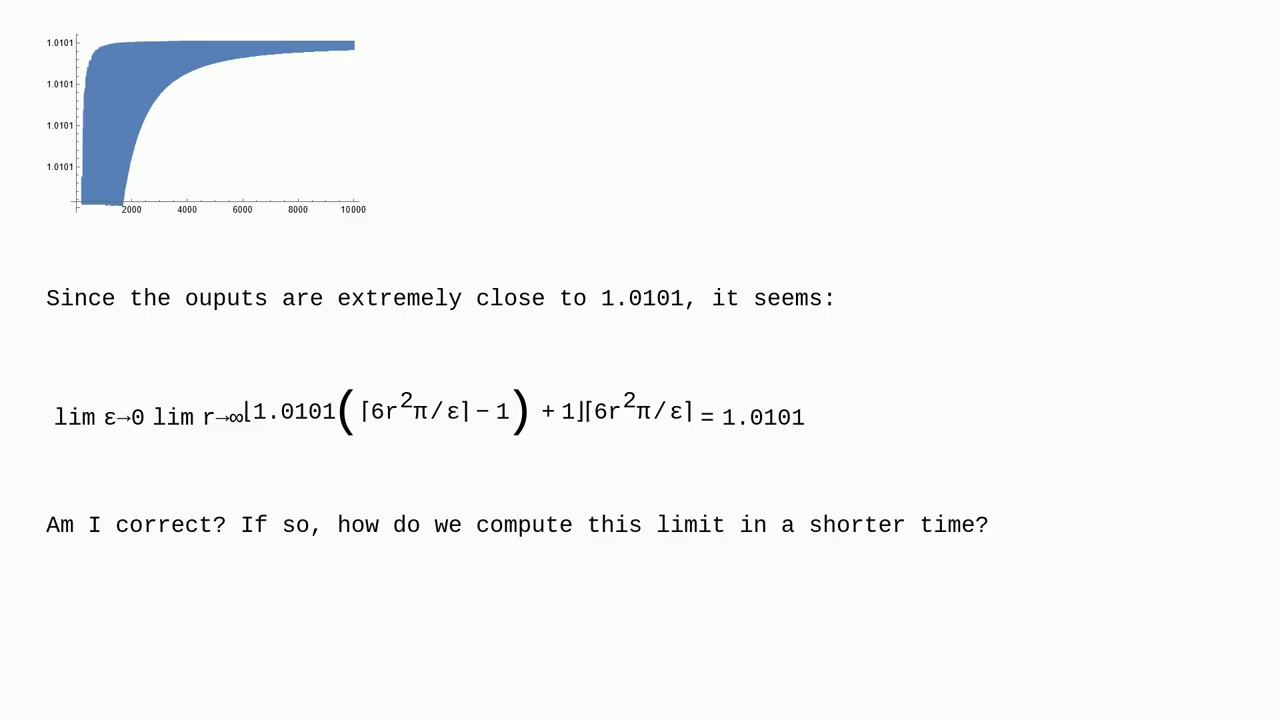 1.0101
1.0101
1.0101
1.0101
2000 4000 6000 8000 10000
Since the ouputs are extremely close to 1.0101, it seems:
lim ε→0 lim r→∞⌊1.0101(⌈6r²π/ε⌉−1)+1⌋⌈6r²π/ε⌉ = 1.0101
Am I correct? If so, how do we compute this limit in a shorter time?